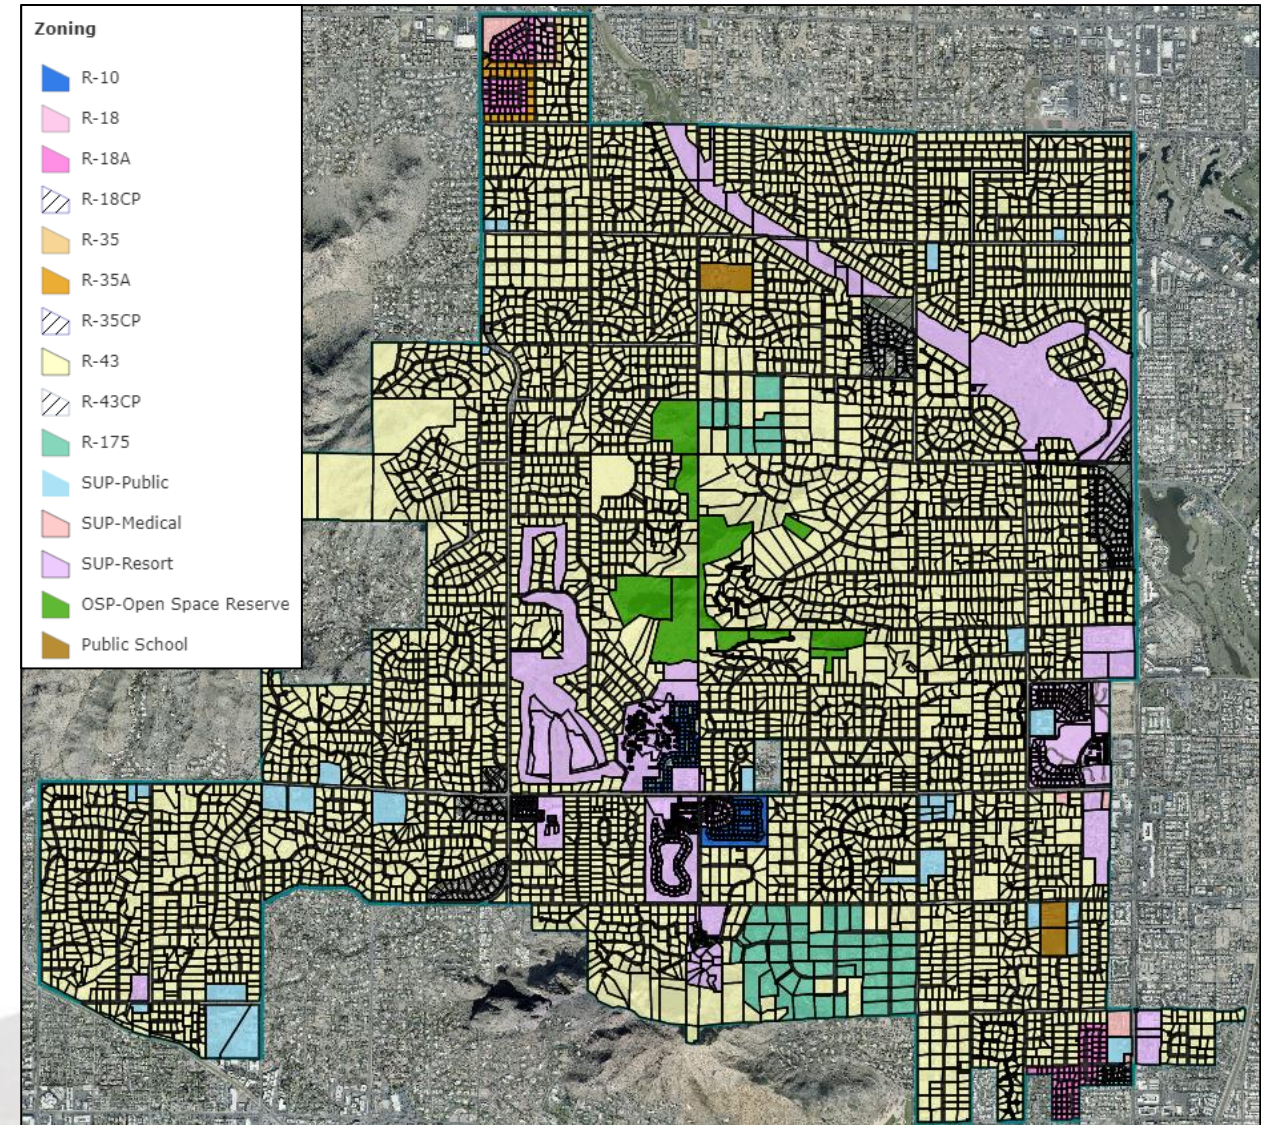 Zoning
R-10
R-18
R-18A
R-18CP
R-35
R-35A
R-35CP
R-43
R-43CP
R-175
SUP-Public
SUP-Medical
SUP-Resort
OSP-Open Space Reserve
Public School